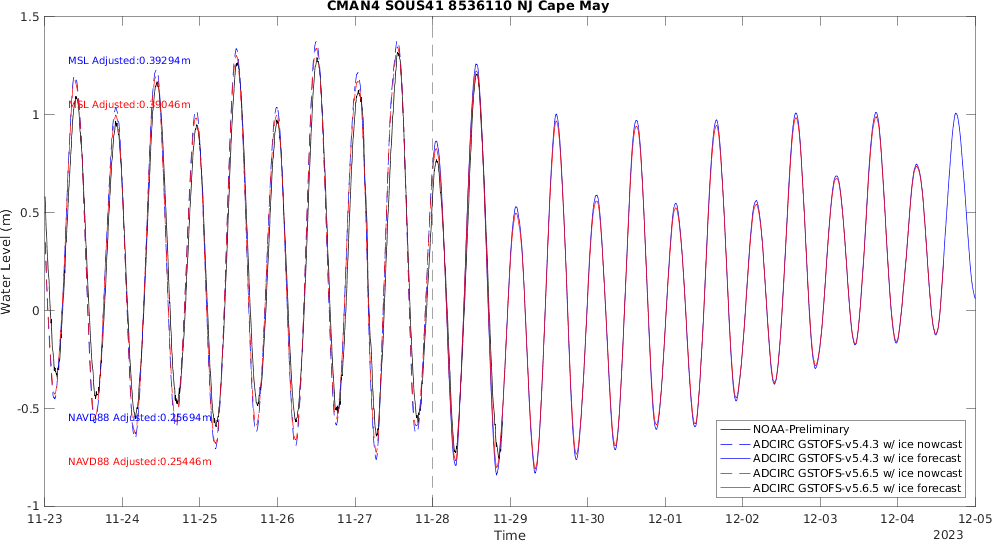 CMAN4 SOUS41 8536110 NJ Cape May
1.5
1
0.5
0
-0.5
-1
Water Level (m)
MSL Adjusted:0.39294m
MSL Adjusted:0.39046m
NAVD88 Adjusted:0.25694m
NAVD88 Adjusted:0.25446m
NOAA-Preliminary
ADCIRC GSTOFS-v5.4.3 w/ ice nowcast
ADCIRC GSTOFS-v5.4.3 w/ ice forecast
ADCIRC GSTOFS-v5.6.5 w/ ice nowcast
ADCIRC GSTOFS-v5.6.5 w/ ice forecast
11-23 11-24 11-25 11-26 11-27 11-28 11-29 11-30 12-01 12-02 12-03 12-04 12-05
Time
2023